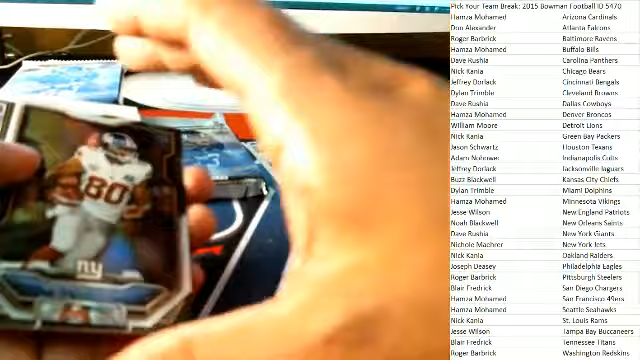 Pick Your Team Break: 2015 Bowman Football ID 5470
Hamza Mohamed Arizona Cardinals
Don Alexander Atlanta Falcons
Roger Barbrick Baltimore Ravens
Hamza Mohamed Buffalo Bills
Dave Rushia Carolina Panthers
Nick Kania Chicago Bears
Jeffrey Dorlack Cincinnati Bengals
Dylan Trimble Cleveland Browns
Dave Rushia Dallas Cowboys
Hamza Mohamed Denver Broncos
William Moore Detroit Lions
Nick Kania Green Bay Packers
Jason Schwartz Houston Texans
Adam Nohowec Indianapolis Colts
Jeffrey Dorlack Jacksonville Jaguars
Buzz Blackwell Kansas City Chiefs
Dylan Trimble Miami Dolphins
Hamza Mohamed Minnesota Vikings
Jesse Wilson New England Patriots
Noah Blackwell New Orleans Saints
Dave Rushia New York Giants
Nichole Maehrer New York Jets
Nick Kania Oakland Raiders
Joseph Deasey Philadelphia Eagles
Roger Barbrick Pittsburgh Steelers
Blair Fredrick San Diego Chargers
Hamza Mohamed San Francisco 49ers
Hamza Mohamed Seattle Seahawks
Nick Kania St. Louis Rams
Jesse Wilson Tampa Bay Buccaneers
Blair Fredrick Tennessee Titans
Roger Barbrick Washington Redskins
80
ny